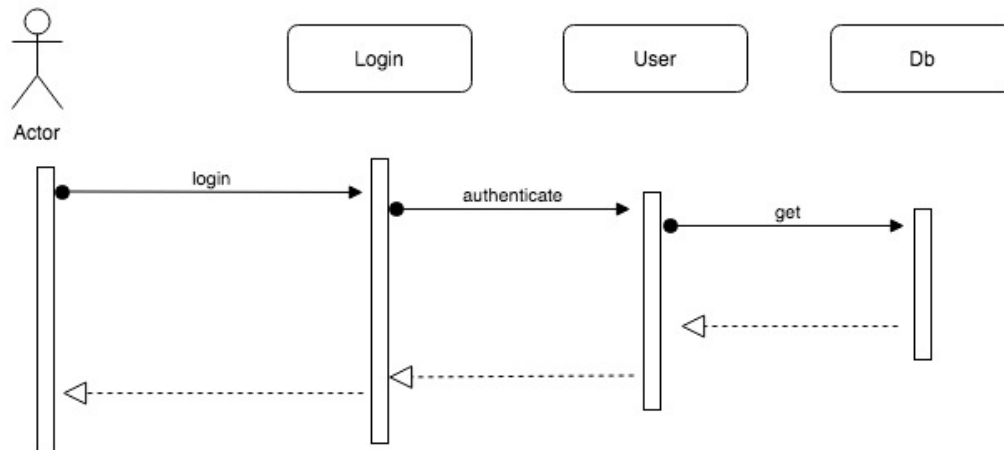 Login
User
Db
Actor
login
authenticate
get